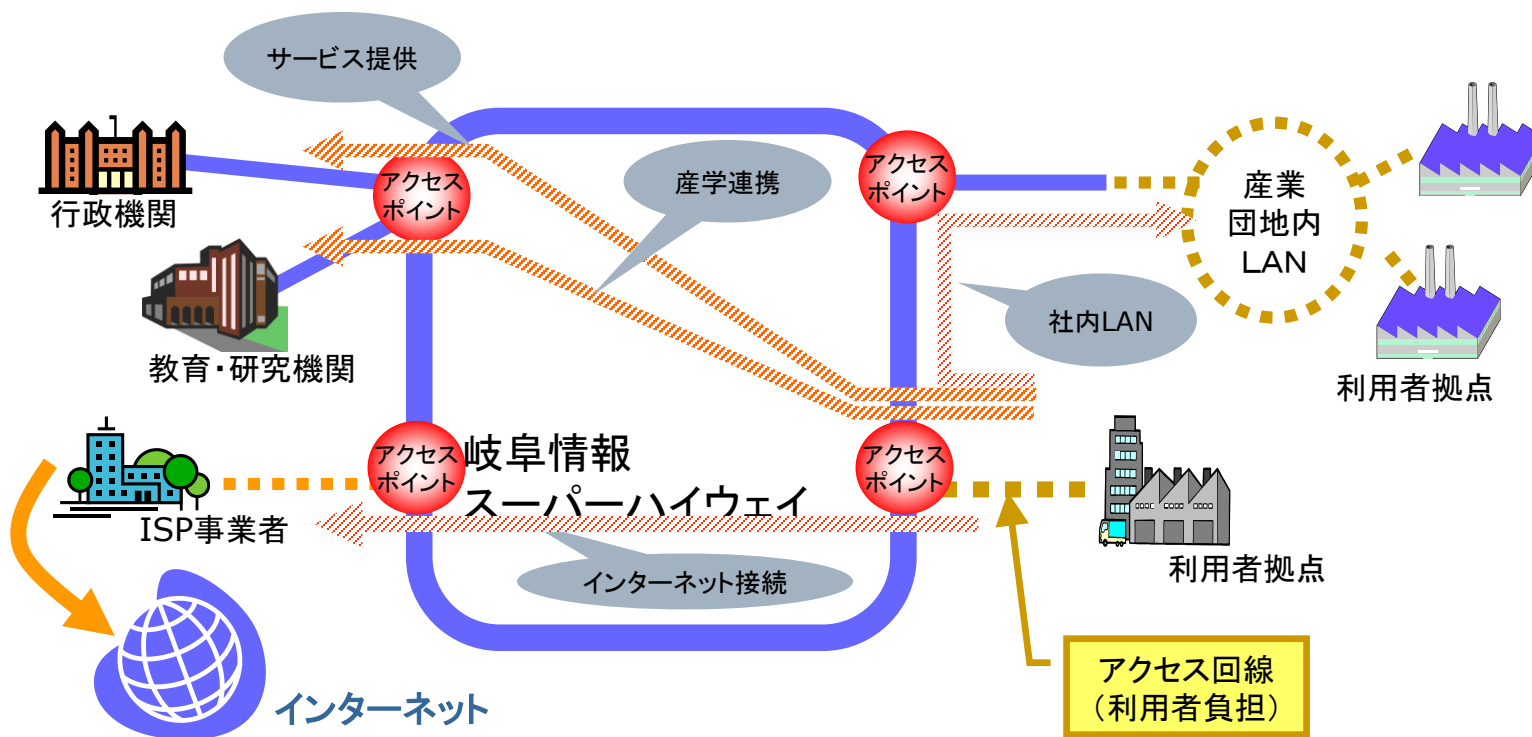 サービス提供
行政機関
アクセス
ポイント
産学連携
アクセス
ポイント
産業
団地内
LAN
教育・研究機関
社内LAN
利用者拠点
アクセス
ポイント
岐阜情報
スーパーハイウェイ
アクセス
ポイント
ISP事業者
インターネット接続
利用者拠点
インターネット
アクセス回線
（利用者負担）